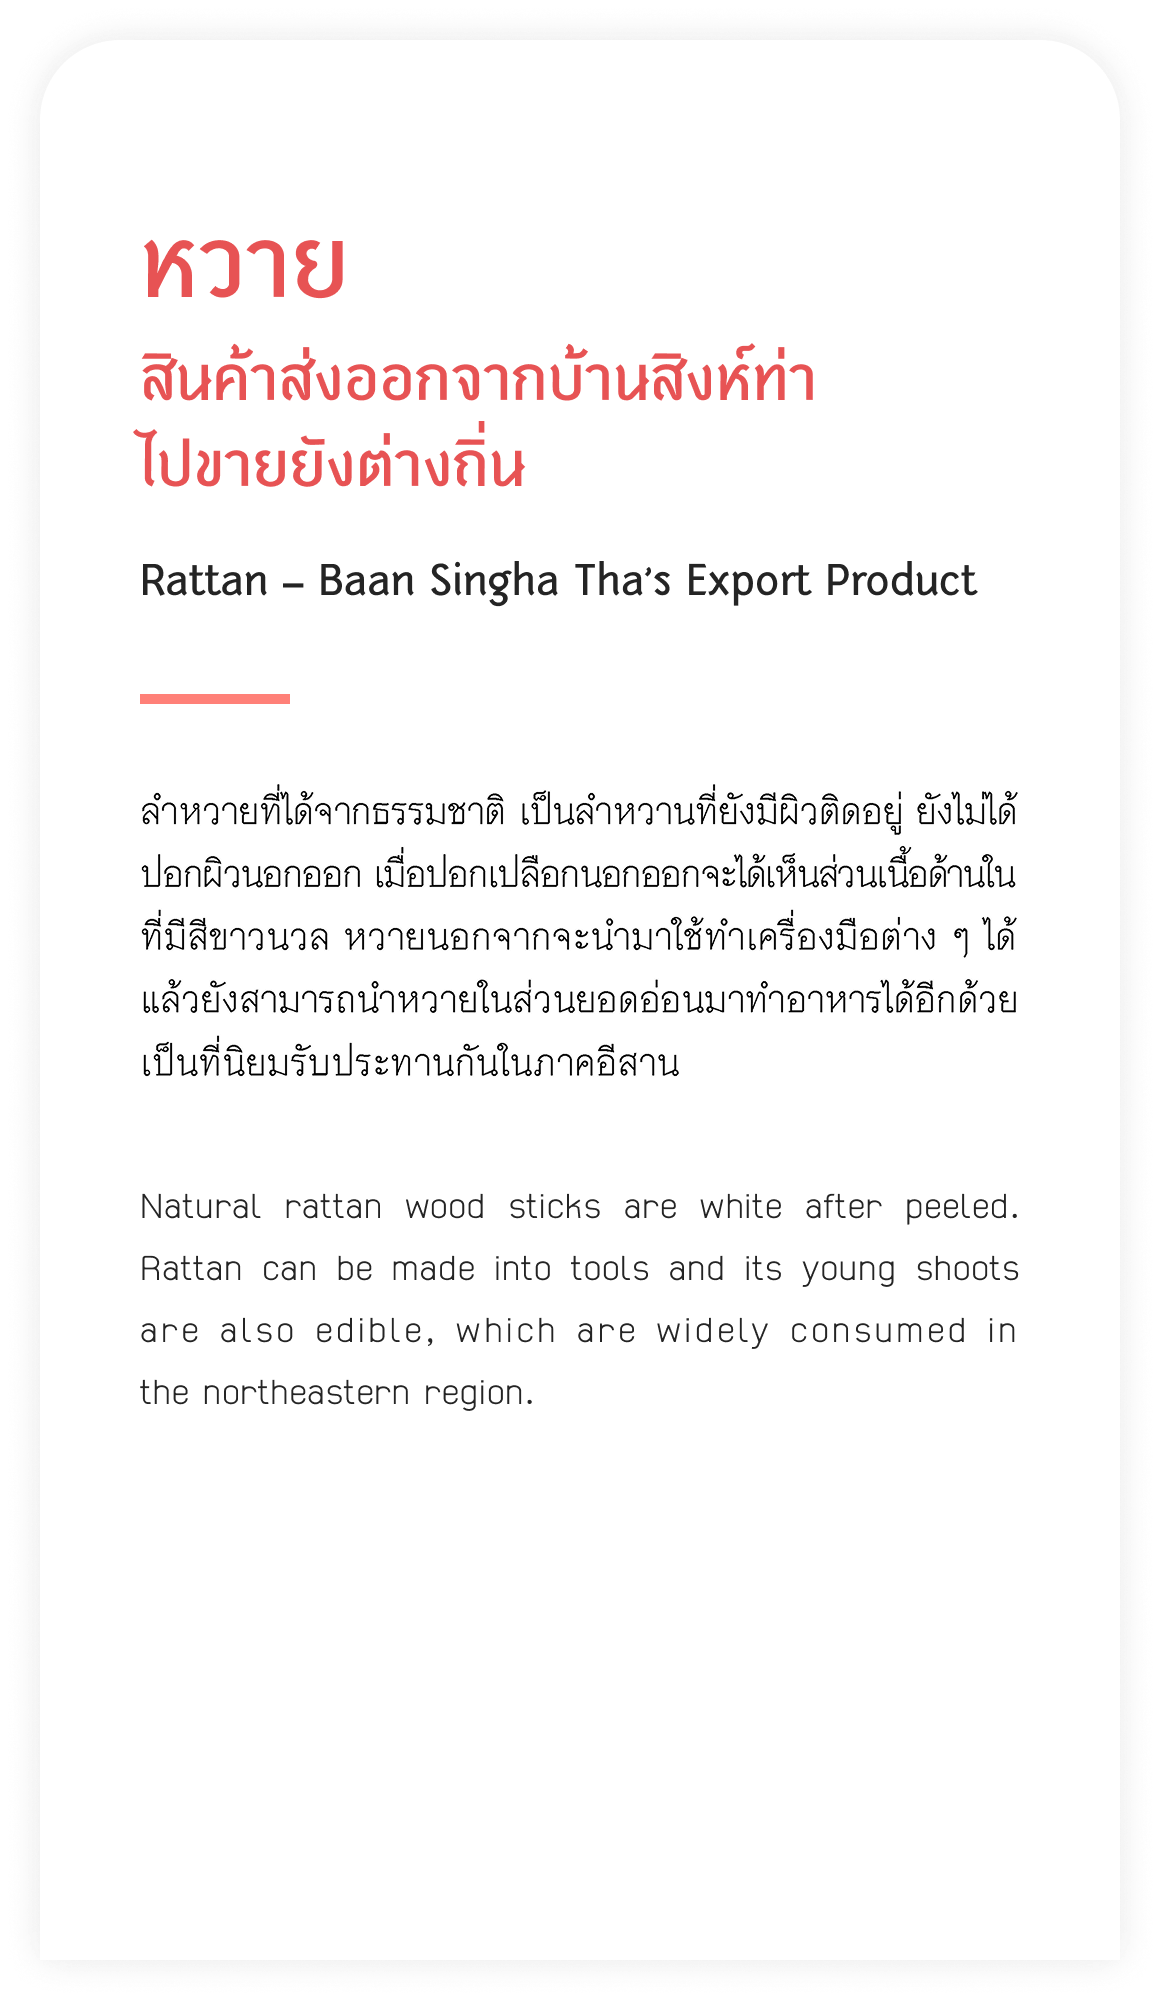 หวาย
สินค้าส่งออกจากบ้านสิงห์ท่า
ไปขายยังต่างถิ่น
Rattan – Baan Singha Tha’s Export Product
ลำหวายที่ได้จากธรรมชาติ เป็นลำหวานที่ยังมีผิวติดอยู่ ยังไม่ได้
ปอกผิวนอกออก เมื่อปอกเปลือกนอกออกจะได้เห็นส่วนเนื้อด้านใน
ที่มีสีขาวนวล หวายนอกจากจะนำมาใช้ทำเครื่องมือต่าง ๆ ได้
แล้วยังสามารถนำหวายในส่วนยอดอ่อนมาทำอาหารได้อีกด้วย
เป็นที่นิยมรับประทานกันในภาคอีสาน
Natural rattan wood sticks are white after peeled.
Rattan can be made into tools and its young shoots
are also edible, which are widely consumed in
the northeastern region.